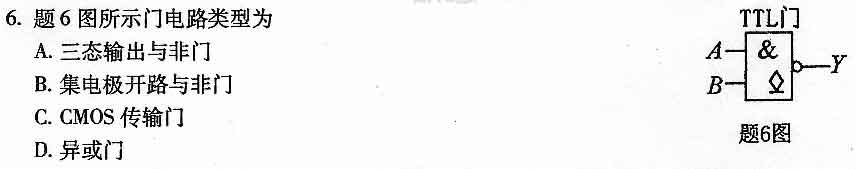 6. 题 6 图所示门电路类型为
A. 三态输出与非门
B. 集电极开路与非门
C. CMOS 传输门
D. 异或门
TTL门
A & Y
B
题6图